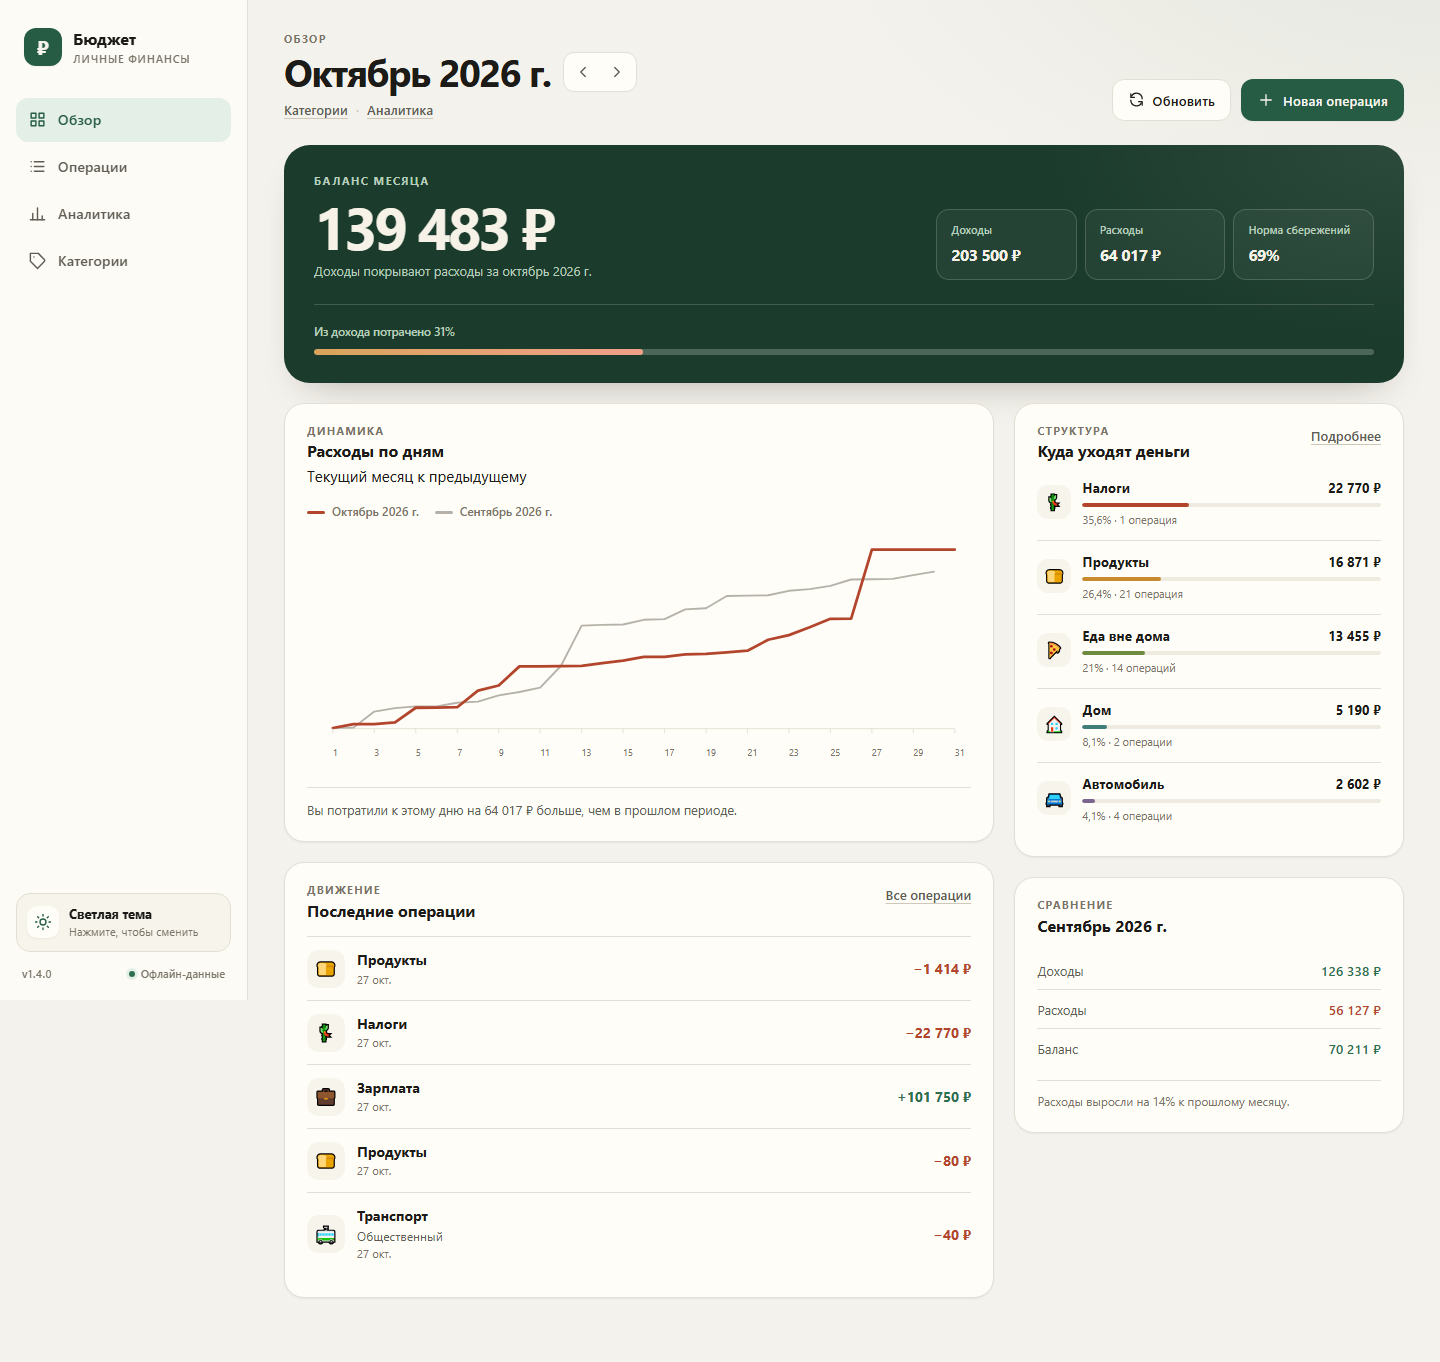 ₽
Бюджет
ЛИЧНЫЕ ФИНАНСЫ
Обзор
Операции
Аналитика
Категории
Светлая тема
Нажмите, чтобы сменить
v1.4.0
Офлайн-данные
ОБЗОР
Октябрь 2026 г.
Категории · Аналитика
Обновить
Новая операция
БАЛАНС МЕСЯЦА
139 483 ₽
Доходы покрывают расходы за октябрь 2026 г.
Доходы
203 500 ₽
Расходы
64 017 ₽
Норма сбережений
69%
Из дохода потрачено 31%
ДИНАМИКА
Расходы по дням
Текущий месяц к предыдущему
Октябрь 2026 г.
Сентябрь 2026 г.
1 3 5 7 9 11 13 15 17 19 21 23 25 27 29 31
Вы потратили к этому дню на 64 017 ₽ больше, чем в прошлом периоде.
СТРУКТУРА
Куда уходят деньги
Подробнее
Налоги 22 770 ₽
35,6% · 1 операция
Продукты 16 871 ₽
26,4% · 21 операция
Еда вне дома 13 455 ₽
21% · 14 операций
Дом 5 190 ₽
8,1% · 2 операции
Автомобиль 2 602 ₽
4,1% · 4 операции
ДВИЖЕНИЕ
Последние операции
Все операции
Продукты
27 окт.
−1 414 ₽
Налоги
27 окт.
−22 770 ₽
Зарплата
27 окт.
+101 750 ₽
Продукты
27 окт.
−80 ₽
Транспорт
Общественный
27 окт.
−40 ₽
СРАВНЕНИЕ
Сентябрь 2026 г.
Доходы 126 338 ₽
Расходы 56 127 ₽
Баланс 70 211 ₽
Расходы выросли на 14% к прошлому месяцу.